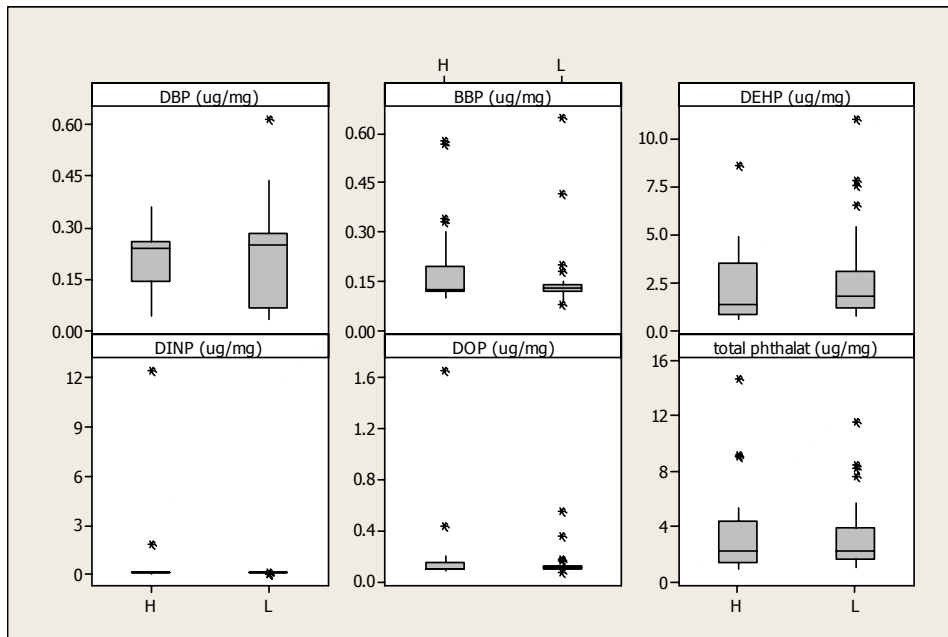 H L
DBP (ug/mg) BBP (ug/mg) DEHP (ug/mg)
0.60 0.60 10.0
0.45 0.45 7.5
0.30 0.30 5.0
0.15 0.15 2.5
0.00 0.00 0.0
DINP (ug/mg) DOP (ug/mg) total phthalat (ug/mg)
12 1.6 16
9 1.2 12
6 0.8 8
3 0.4 4
0 0.0 0
H L H L